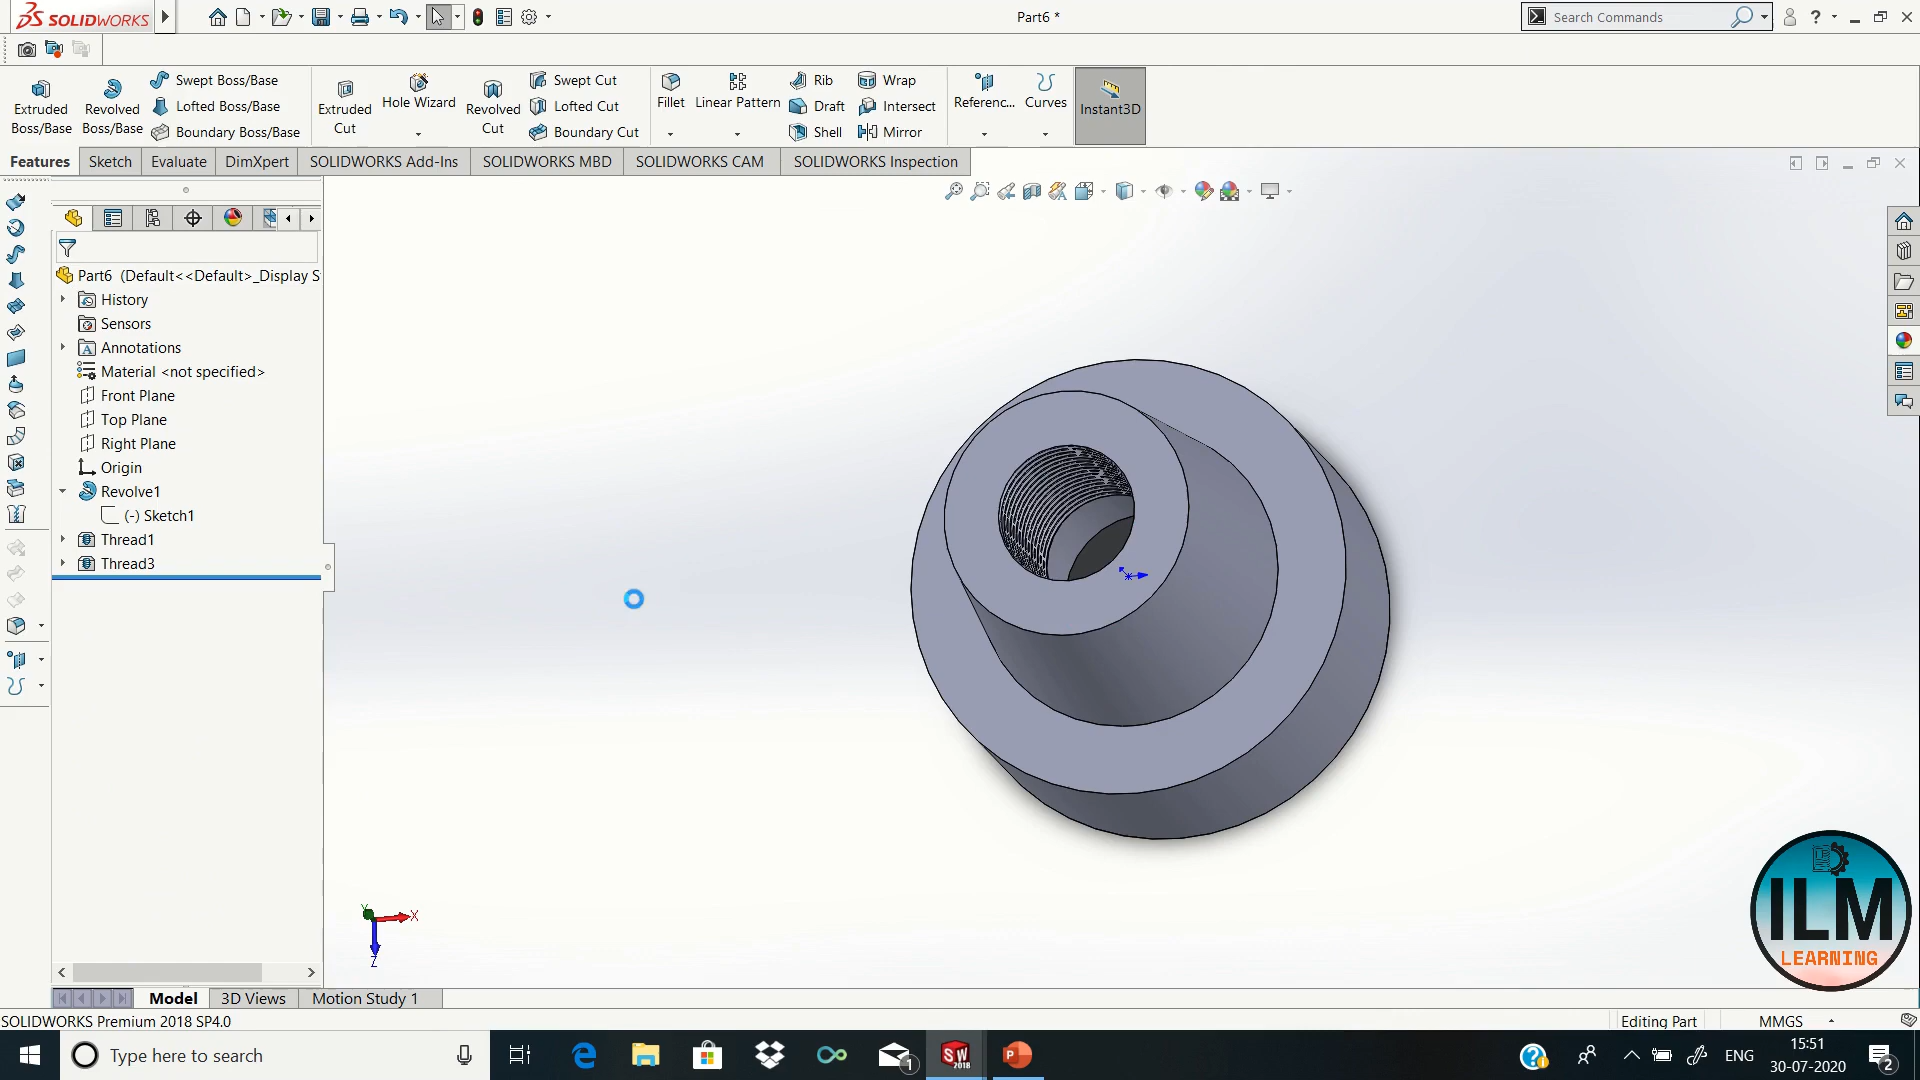 SOLIDWORKS
Part6 *
Search Commands
?
Extruded Boss/Base
Revolved Boss/Base
Swept Boss/Base
Lofted Boss/Base
Boundary Boss/Base
Extruded Cut
Hole Wizard
Revolved Cut
Swept Cut
Lofted Cut
Boundary Cut
Fillet
Linear Pattern
Rib
Draft
Shell
Wrap
Intersect
Mirror
Referenc...
Curves
Instant3D
Features
Sketch
Evaluate
DimXpert
SOLIDWORKS Add-Ins
SOLIDWORKS MBD
SOLIDWORKS CAM
SOLIDWORKS Inspection
Part6 (Default<<Default>_Display S
History
Sensors
Annotations
Material <not specified>
Front Plane
Top Plane
Right Plane
Origin
Revolve1
(-) Sketch1
Thread1
Thread3
Y
X
Z
ILM
LEARNING
Model
3D Views
Motion Study 1
SOLIDWORKS Premium 2018 SP4.0
Editing Part
MMGS
Type here to search
1
SW
2018
P
ENG
15:51
30-07-2020
2